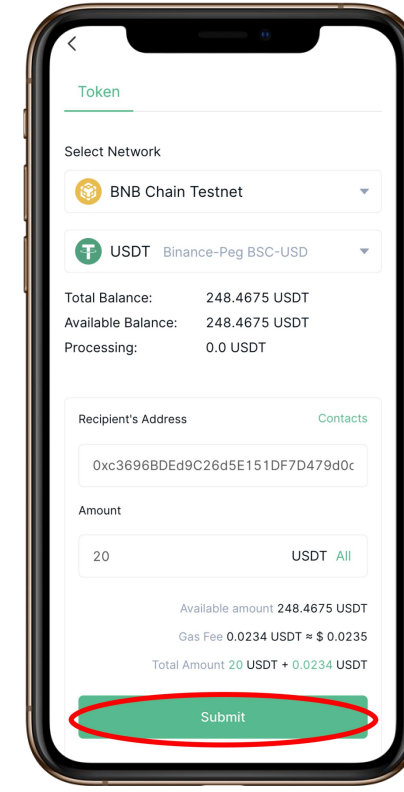 Token
Select Network
BNB Chain Testnet
USDT Binance-Peg BSC-USD
Total Balance: 248.4675 USDT
Available Balance: 248.4675 USDT
Processing: 0.0 USDT
Recipient's Address Contacts
0xc3696BDEd9C26d5E151DF7D479d0c
Amount
20 USDT All
Available amount 248.4675 USDT
Gas Fee 0.0234 USDT ≈ $ 0.0235
Total Amount 20 USDT + 0.0234 USDT
Submit